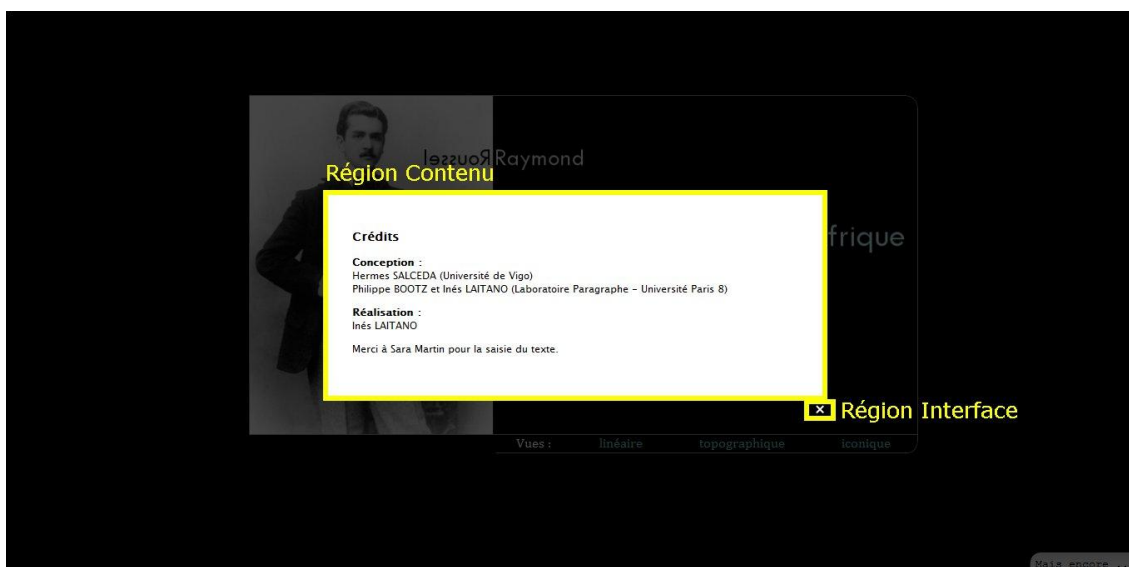 Roussel Raymond
Région Contenu
frique
Crédits
Conception :
Hermes SALCEDA (Université de Vigo)
Philippe BOOTZ et Inés LAITANO (Laboratoire Paragraphe - Université Paris 8)
Réalisation :
Inés LAITANO
Merci à Sara Martin pour la saisie du texte.
× Région Interface
Vues : linéaire topographique iconique
Mais encore ..